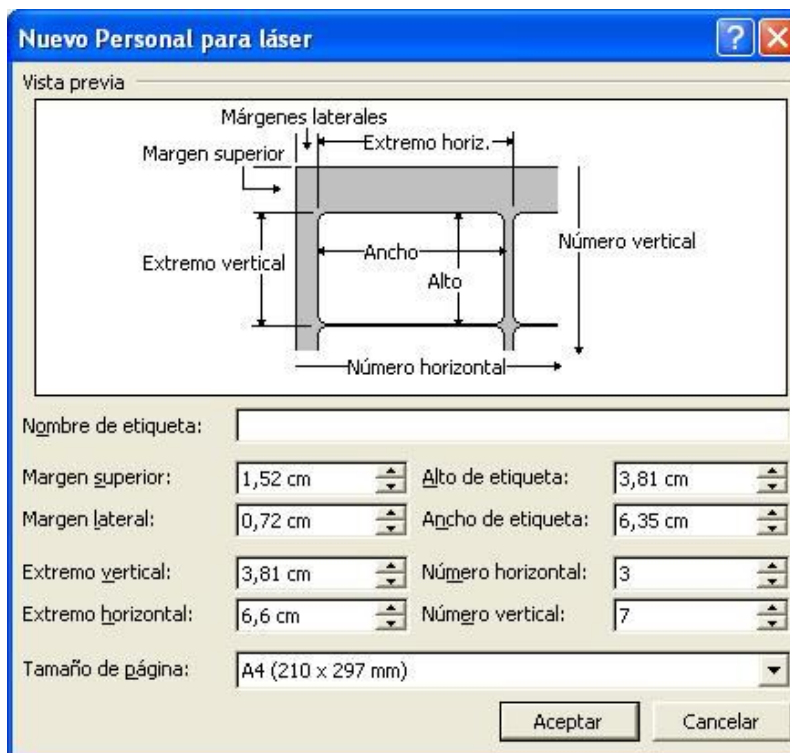 Nuevo Personal para láser
Vista previa
Márgenes laterales
Extremo horiz.
Margen superior
Número vertical
Extremo vertical
Ancho
Alto
Número horizontal
Nombre de etiqueta:
Margen superior: 1,52 cm Alto de etiqueta: 3,81 cm
Margen lateral: 0,72 cm Ancho de etiqueta: 6,35 cm
Extremo vertical: 3,81 cm Número horizontal: 3
Extremo horizontal: 6,6 cm Número vertical: 7
Tamaño de página: A4 (210 x 297 mm)
Aceptar Cancelar